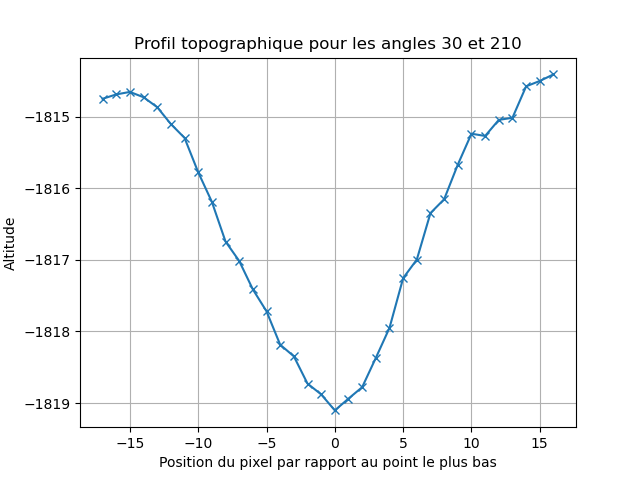 Profil topographique pour les angles 30 et 210
Altitude
−1815
−1816
−1817
−1818
−1819
−15 −10 −5 0 5 10 15
Position du pixel par rapport au point le plus bas